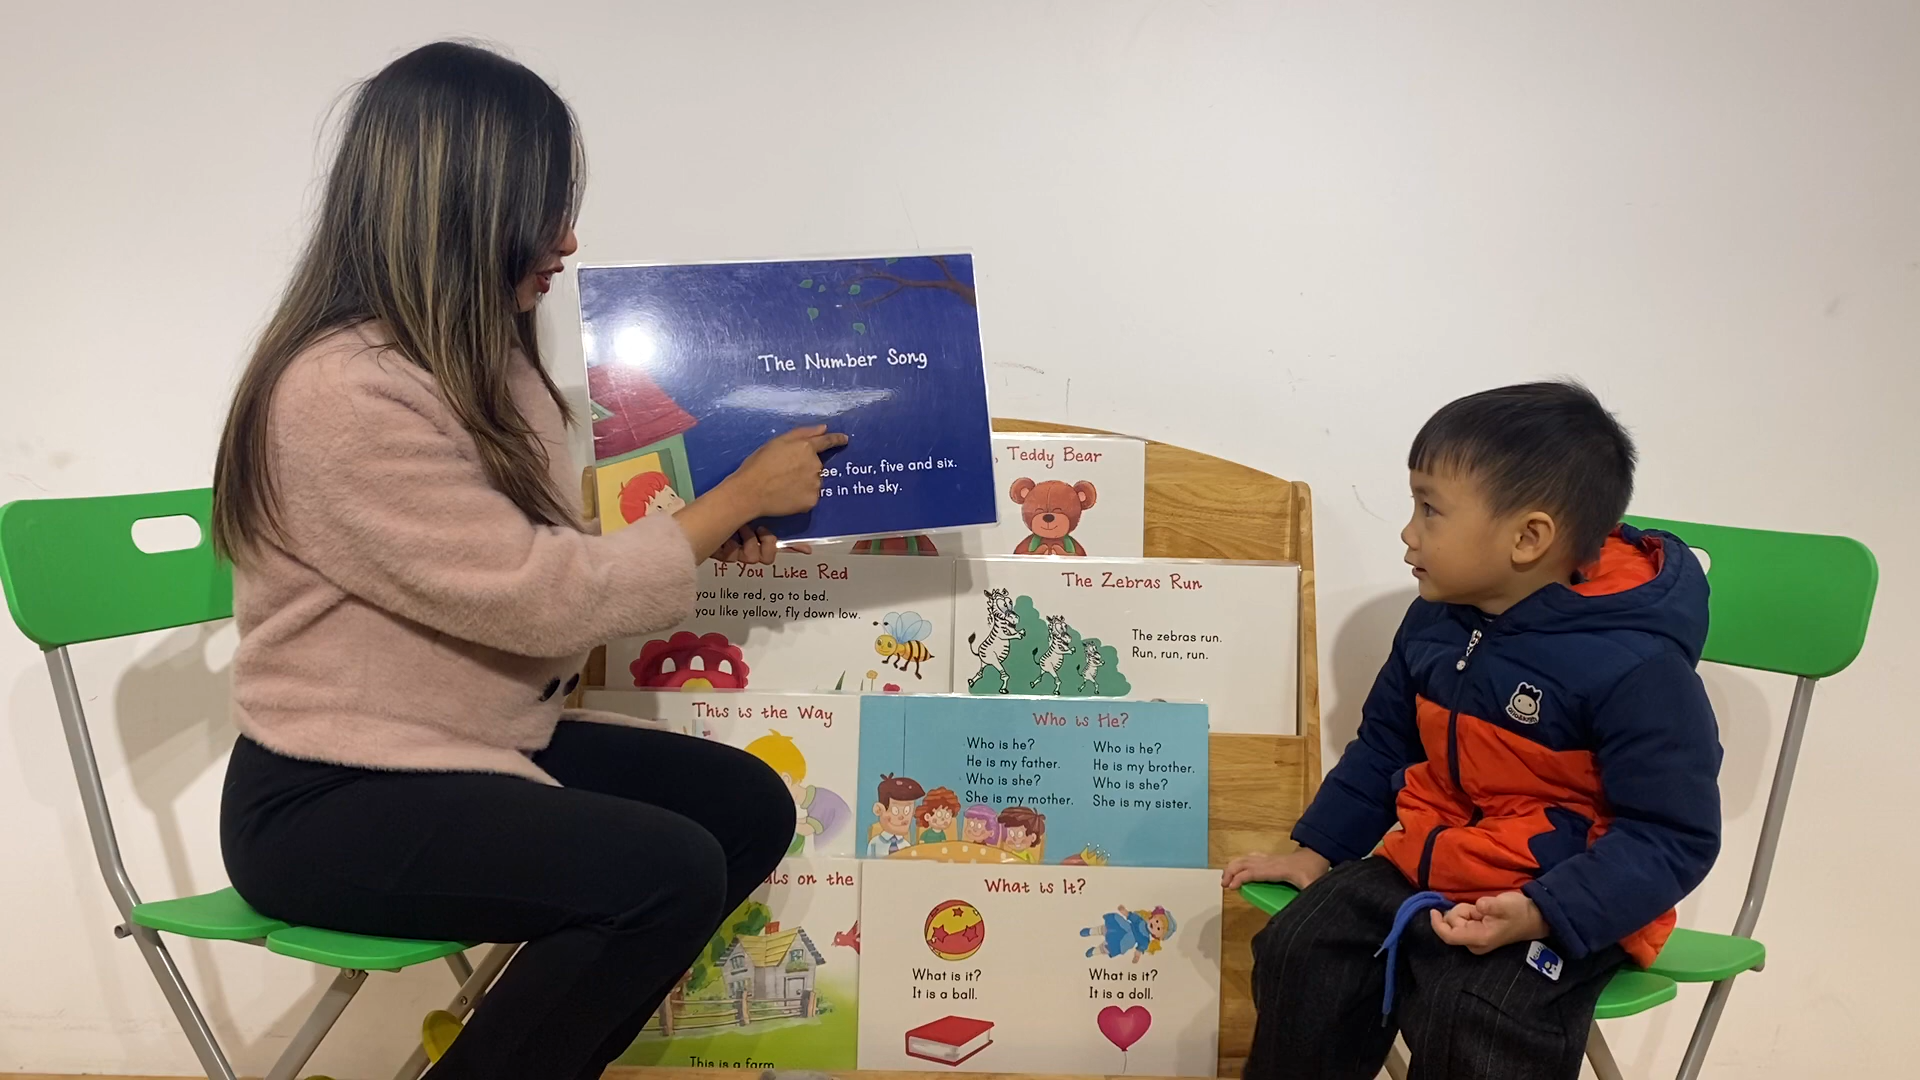 The Number Song
four, five and six.
in the sky.
Teddy Bear
If You Like Red
you like red, go to bed.
you like yellow, fly down low.
The Zebras Run
The zebras run.
Run, run, run.
This is the Way
Who is He?
Who is he?
He is my father.
Who is she?
She is my mother.
Who is he?
He is my brother.
Who is she?
She is my sister.
on the
What is It?
What is it?
It is a ball.
What is it?
It is a doll.
This is a farm